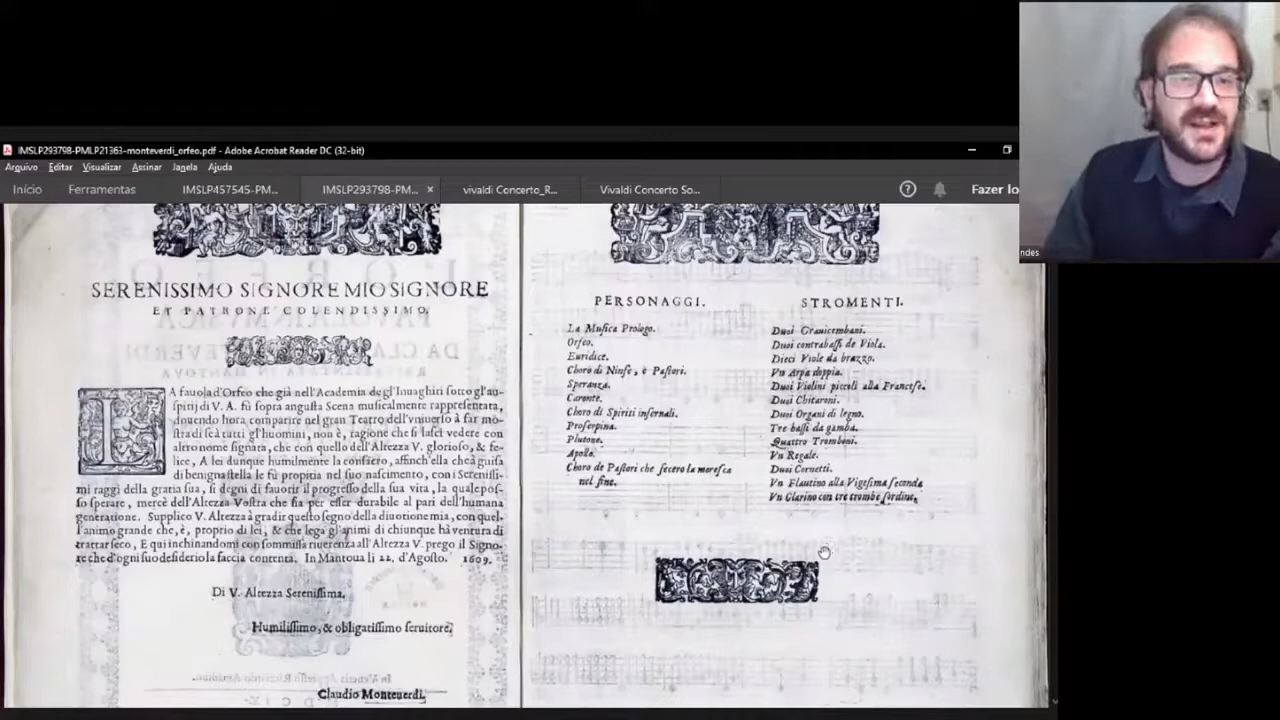 IMSLP293798-PMLP21363-monteverdi_orfeo.pdf - Adobe Acrobat Reader DC (32-bit)
Arquivo Editar Visualizar Assinar Janela Ajuda
Início Ferramentas IMSLP457545-PM... IMSLP293798-PM... × vivaldi Concerto_R... Vivaldi Concerto So... Fazer lo
ndes
SERENISSIMO SIGNORE MIO SIGNORE
ET PATRONE COLENDISSIMO.
LA fauola d'Orfeo che già nell'Academia de gl'Inuaghiti sotto gl'au-
spitij di V. A. fù sopra angusta Scena musicalmente rappresentata,
douendo hora comparire nel gran Teatro dell'vniuerso à far mo-
stra di sè à tutti gl'huomini, non è, ragione che si lasci vedere con
altro nome signata, che con quello dell'Altezza V. glorioso, & fe-
lice, A lei dunque humilmente la consacro, affinch'ella che à guisa
di benigna stella le fù propitia nel suo nascimento, con i Serenissi-
mi raggi della gratia sua, si degni di fauorir il progresso della sua vita, la qual e pos-
so sperare, mercè dell'Altezza Vostra che sia per esser durabile al pari dell'humana
generatione. Supplico V. Altezza à gradir questo segno della diuotione mia, con quel-
l'animo grande che, è, proprio di lei, & che lega gl'animi di chiunque hà ventura di
trattar seco, E qui inchinandomi con sommissa riuerenza all'Altezza V. prego il Signo-
re che d'ogni suo desiderio la faccia contenta. In Mantoua li 22, d'Agosto. 1609.
Di V. Altezza Serenissima.
Humilissimo, & obligatissimo seruitore,
Claudio Monteuerdi,
PERSONAGGI.
La Musica Prologo.
Orfeo.
Euridice.
Choro di Ninfe, è Pastori.
Speranza.
Caronte.
Choro di Spiriti infernali.
Proserpina.
Plutone.
Apollo.
Choro de Pastori che fecero la moresca
nel fine.
STROMENTI.
Duoi Grauicembani.
Duoi contrabassi de Viola.
Dieci Viole da brazzo.
Vn Arpa doppia.
Duoi Violini piccoli alla Francese.
Duoi Chitaroni.
Duoi Organi di legno.
Tre bassi da gamba.
Quattro Tromboni.
Vn Regale.
Duoi Cornetti.
Vn Flautino alla Vigesima seconda
Vn Clarino con tre trombe sordine.